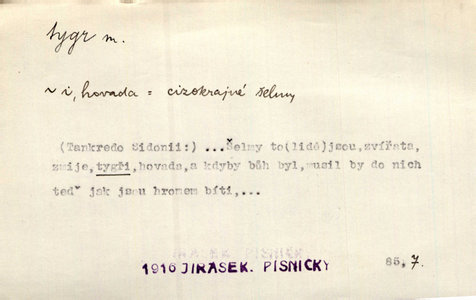 tygr m.
~ i, hovada = cizokrajné šelmy
(Tankredo Sidonii:) ...Šelmy to(lidé)jsou,zvířata,
zmije,tygři,hovada,a kdyby bůh byl,musil by do nich
teď jak jsou hromem bíti,...
1916 JIRÁSEK. PÍSNIČKY
85, 7.